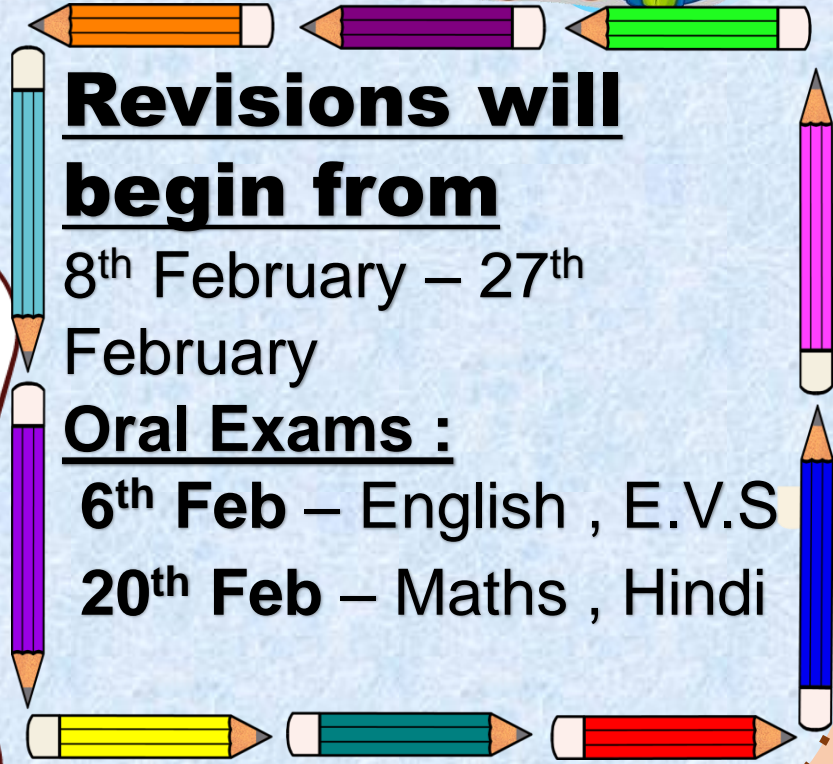 Revisions will
begin from
8th February – 27th
February
Oral Exams :
6th Feb – English , E.V.S
20th Feb – Maths , Hindi